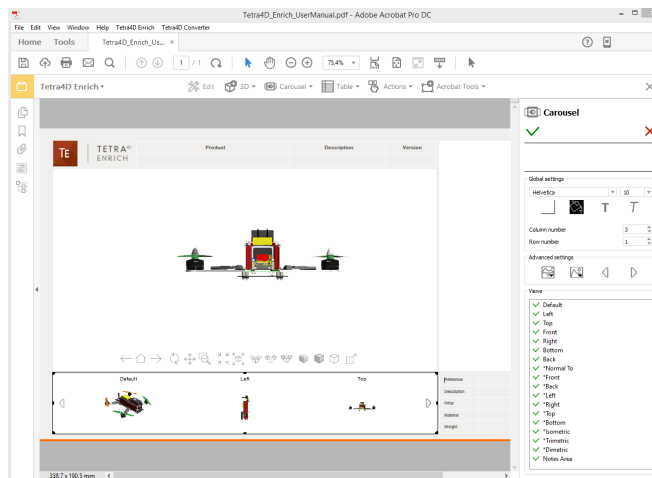 Tetra4D_Enrich_UserManual.pdf - Adobe Acrobat Pro DC
File Edit View Window Help Tetra4D Enrich Tetra4D Converter
Home Tools Tetra4D_Enrich_Us... ×
1 / 1 75,4%
Tetra4D Enrich Edit 3D Carousel Table Actions Acrobat Tools
Carousel
TE TETRA4D ENRICH
Product Description Version
Global settings
Helvetica 10
T T
Column number 3
Row number 1
Advanced settings
Views
Default
Left
Top
Front
Right
Bottom
Back
*Normal To
*Front
*Back
*Left
*Right
*Top
*Bottom
*Isometric
*Trimetric
*Dimetric
Notes Area
Default Left Top
Reference
Description
Price
Material
Weight
338.7 x 190.5 mm